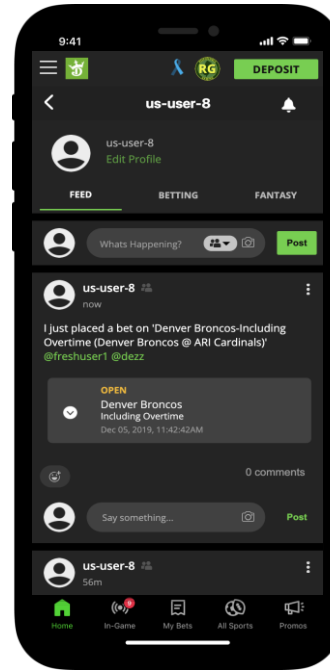 9:41
RG
DEPOSIT
us-user-8
us-user-8
Edit Profile
FEED BETTING FANTASY
Whats Happening? Post
us-user-8
now
I just placed a bet on 'Denver Broncos-Including
Overtime (Denver Broncos @ ARI Cardinals)'
@freshuser1 @dezz
OPEN
Denver Broncos
Including Overtime
Dec 05, 2019, 11:42:42AM
0 comments
Say something... Post
us-user-8
56m
Home In-Game My Bets All Sports Promos